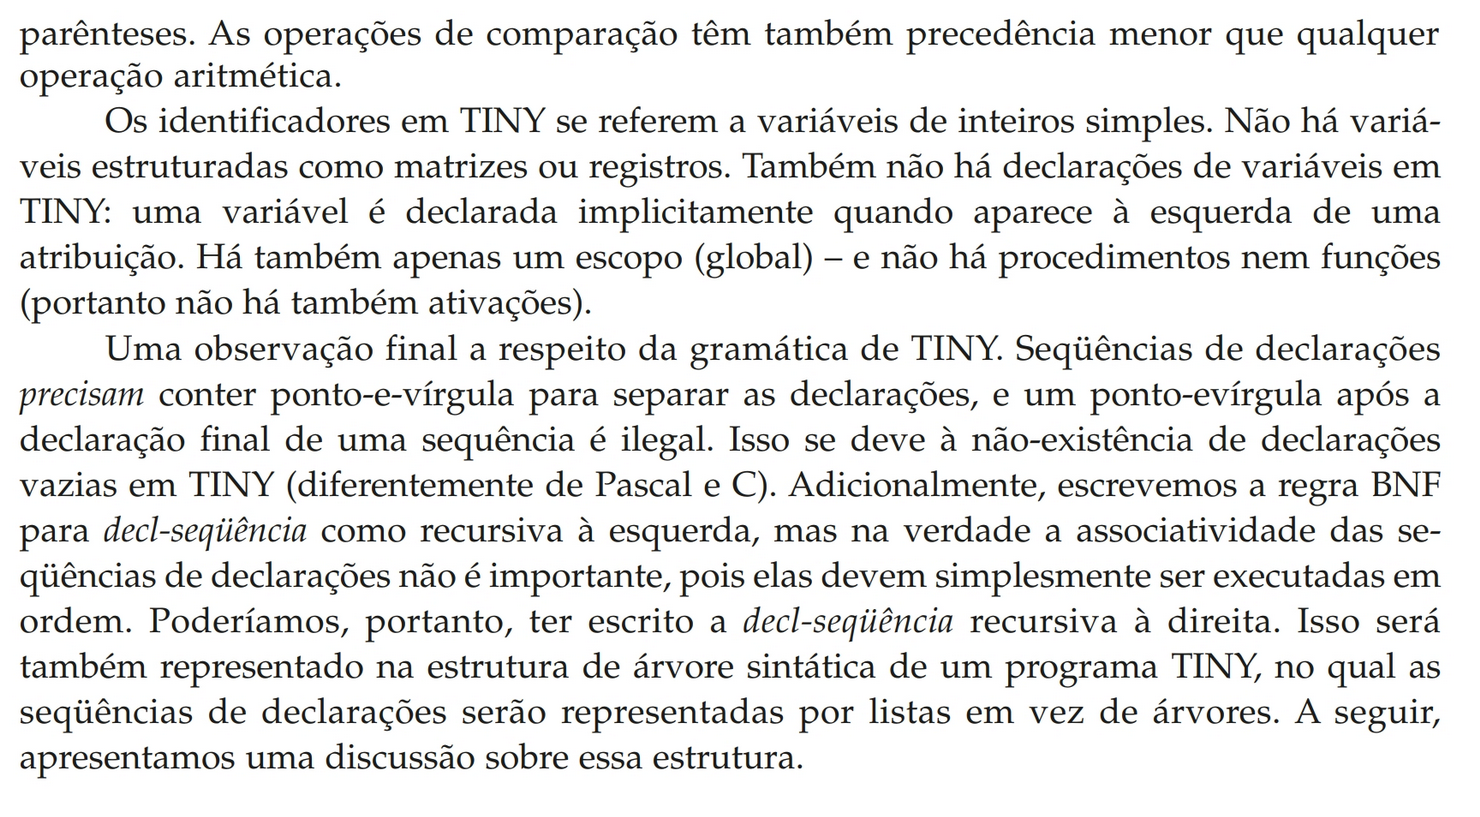 parênteses. As operações de comparação têm também precedência menor que qualquer
operação aritmética.
Os identificadores em TINY se referem a variáveis de inteiros simples. Não há variá-
veis estruturadas como matrizes ou registros. Também não há declarações de variáveis em
TINY: uma variável é declarada implicitamente quando aparece à esquerda de uma
atribuição. Há também apenas um escopo (global) – e não há procedimentos nem funções
(portanto não há também ativações).
Uma observação final a respeito da gramática de TINY. Seqüências de declarações
precisam conter ponto-e-vírgula para separar as declarações, e um ponto-evírgula após a
declaração final de uma sequência é ilegal. Isso se deve à não-existência de declarações
vazias em TINY (diferentemente de Pascal e C). Adicionalmente, escrevemos a regra BNF
para decl-seqüência como recursiva à esquerda, mas na verdade a associatividade das se-
qüências de declarações não é importante, pois elas devem simplesmente ser executadas em
ordem. Poderíamos, portanto, ter escrito a decl-seqüência recursiva à direita. Isso será
também representado na estrutura de árvore sintática de um programa TINY, no qual as
seqüências de declarações serão representadas por listas em vez de árvores. A seguir,
apresentamos uma discussão sobre essa estrutura.